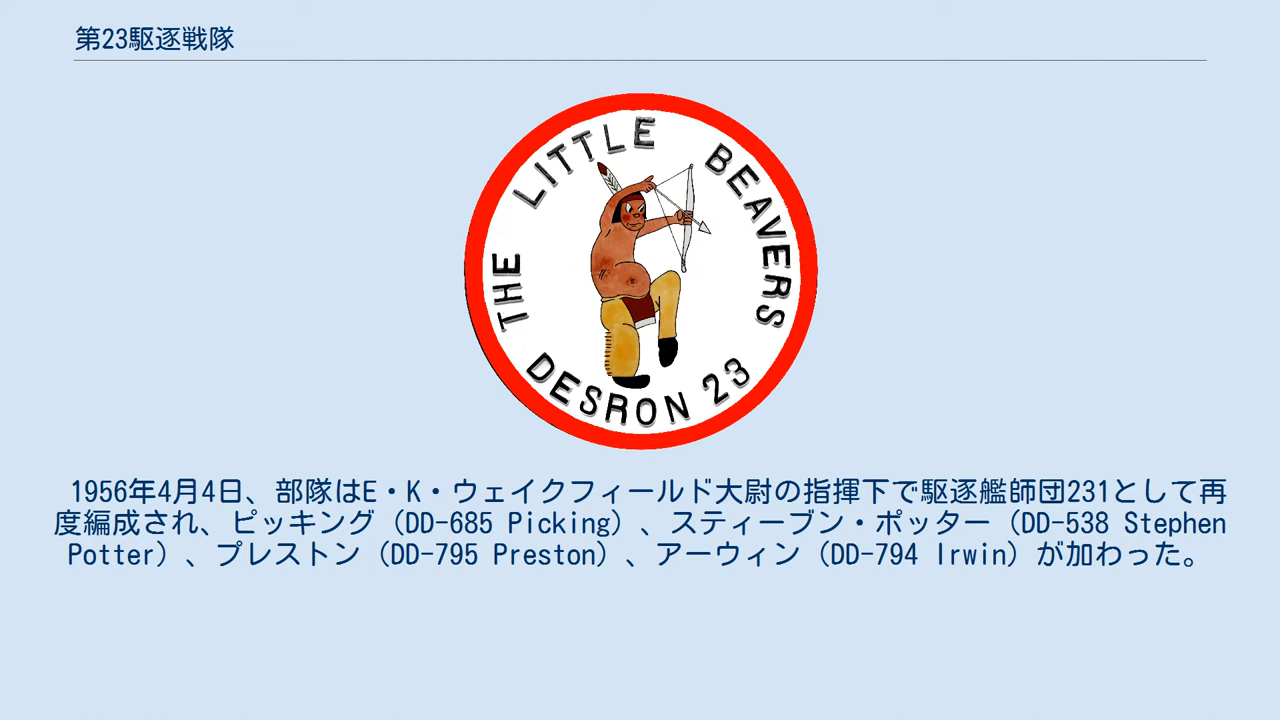 第23駆逐戦隊
THE LITTLE BEAVERS
DESRON 23
1956年4月4日、部隊はE・K・ウェイクフィールド大尉の指揮下で駆逐艦師団231として再
度編成され、ピッキング（DD-685 Picking）、スティーブン・ポッター（DD-538 Stephen
Potter）、プレストン（DD-795 Preston）、アーウィン（DD-794 Irwin）が加わった。